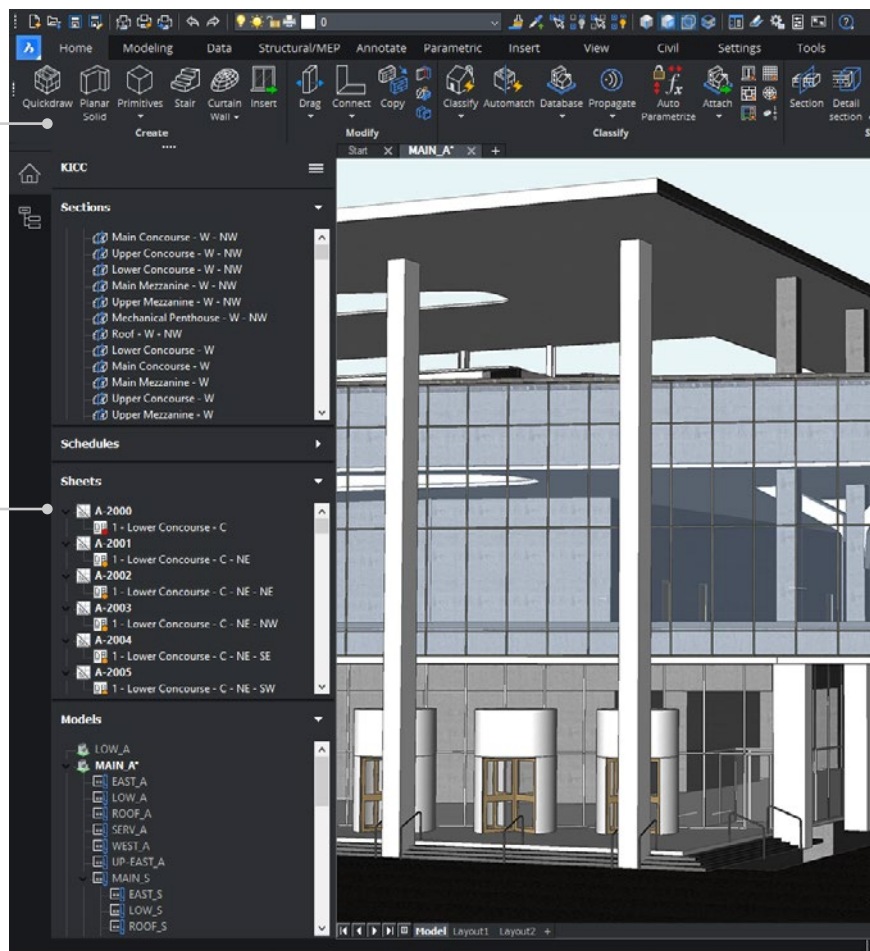 0
Home Modeling Data Structural/MEP Annotate Parametric Insert View Civil Settings Tools
Quickdraw Planar Solid Primitives Stair Curtain Wall Insert Drag Connect Copy Classify Automatch Database Propagate Auto Parametrize Attach Section Detail section
Create Modify Classify
Start MAIN_A* +
KICC
Sections
Main Concourse - W - NW
Upper Concourse - W - NW
Lower Concourse - W - NW
Main Mezzanine - W - NW
Upper Mezzanine - W - NW
Mechanical Penthouse - W - NW
Roof - W - NW
Lower Concourse - W
Main Concourse - W
Main Mezzanine - W
Upper Concourse - W
Upper Mezzanine - W
Schedules
Sheets
A-2000
1 - Lower Concourse - C
A-2001
1 - Lower Concourse - C - NE
A-2002
1 - Lower Concourse - C - NE - NE
A-2003
1 - Lower Concourse - C - NE - NW
A-2004
1 - Lower Concourse - C - NE - SE
A-2005
1 - Lower Concourse - C - NE - SW
Models
LOW_A
MAIN_A*
EAST_A
LOW_A
ROOF_A
SERV_A
WEST_A
UP-EAST_A
MAIN_S
EAST_S
LOW_S
ROOF_S
Model Layout1 Layout2 +